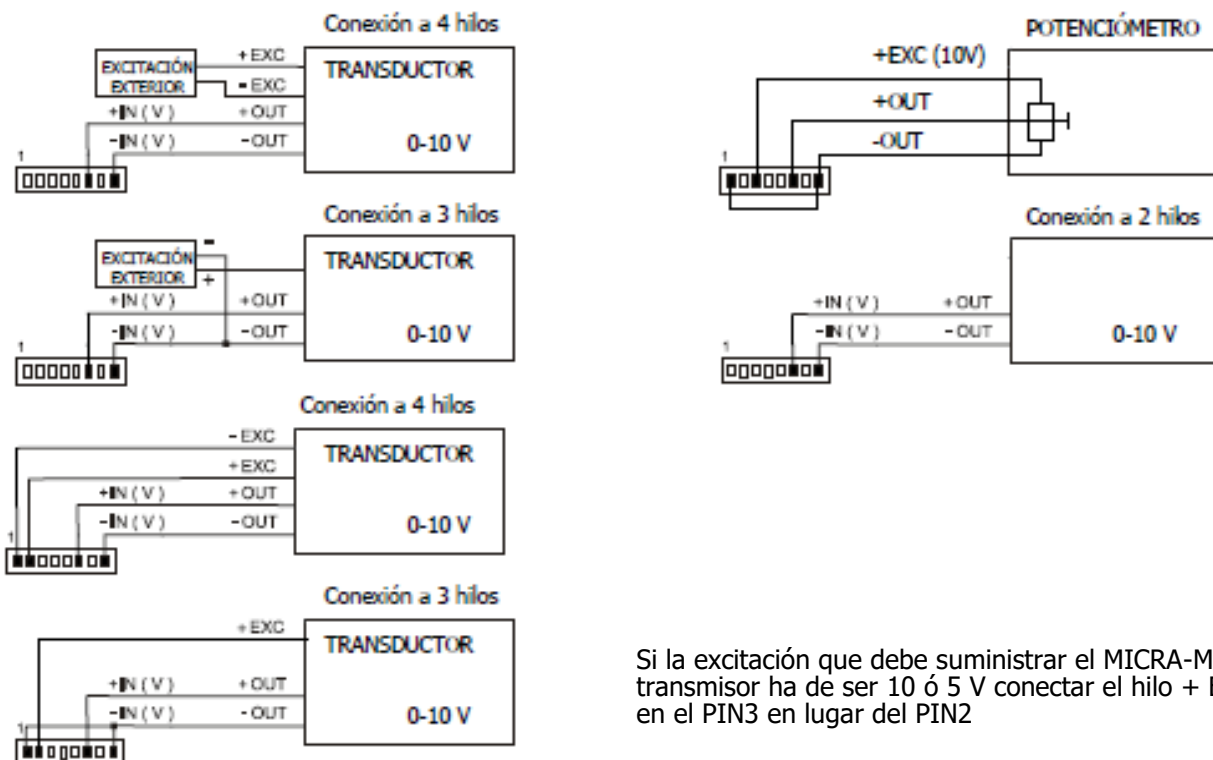 Conexión a 4 hilos
EXCITACIÓN
EXTERIOR
+EXC
-EXC
TRANSDUCTOR
+IN ( V )
+OUT
-IN ( V )
-OUT
0-10 V
1
Conexión a 3 hilos
-
EXCITACIÓN
EXTERIOR
+
TRANSDUCTOR
+IN ( V )
+OUT
-IN ( V )
-OUT
0-10 V
1
Conexión a 4 hilos
-EXC
TRANSDUCTOR
+EXC
+IN ( V )
+OUT
-IN ( V )
-OUT
0-10 V
1
Conexión a 3 hilos
+EXC
TRANSDUCTOR
+IN ( V )
+OUT
-IN ( V )
-OUT
0-10 V
1
POTENCIÓMETRO
+EXC (10V)
+OUT
-OUT
1
Conexión a 2 hilos
+IN ( V )
+OUT
-IN ( V )
-OUT
0-10 V
1
Si la excitación que debe suministrar el MICRA-M
transmisor ha de ser 10 ó 5 V conectar el hilo +
en el PIN3 en lugar del PIN2